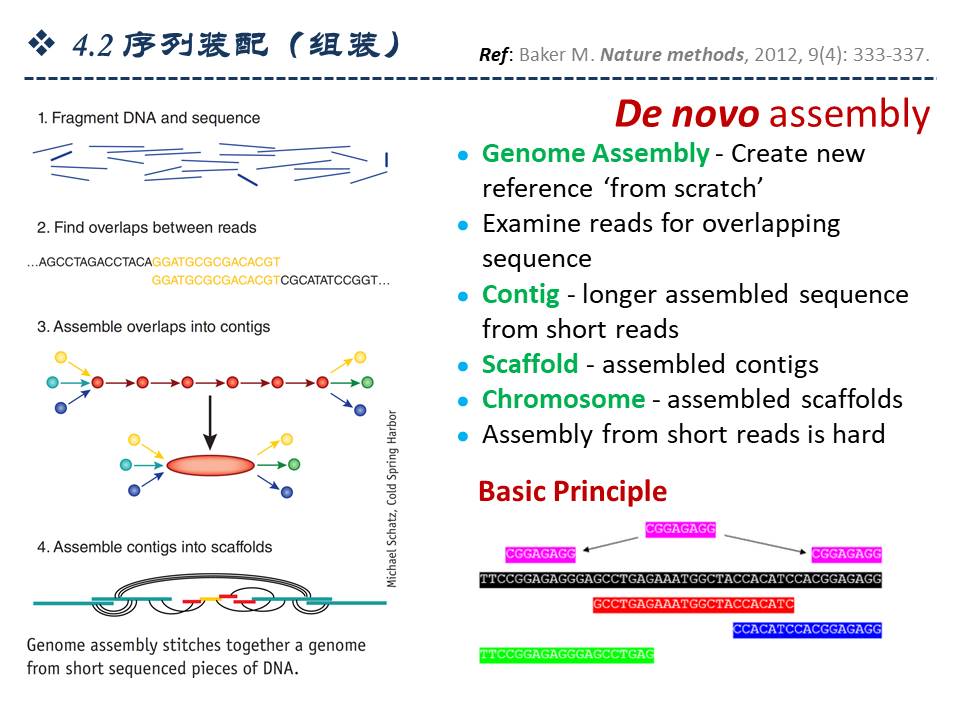 ❖ 4.2 序列装配（组装）
Ref: Baker M. Nature methods, 2012, 9(4): 333-337.
1. Fragment DNA and sequence
2. Find overlaps between reads
…AGCCTAGACCTACAGGATGCGCGACACGT
GGATGCGCGACACGTCGCATATCCGGT…
3. Assemble overlaps into contigs
Michael Schatz, Cold Spring Harbor
4. Assemble contigs into scaffolds
Genome assembly stitches together a genome
from short sequenced pieces of DNA.
De novo assembly
• Genome Assembly - Create new
reference ‘from scratch’
• Examine reads for overlapping
sequence
• Contig - longer assembled sequence
from short reads
• Scaffold - assembled contigs
• Chromosome - assembled scaffolds
• Assembly from short reads is hard
Basic Principle
CGGAGAGG
CGGAGAGG CGGAGAGG
TTCCGGAGAGGGAGCCTGAGAAATGGCTACCACATCCACGGAGAGG
GCCTGAGAAATGGCTACCACATC
CCACATCCACGGAGAGG
TTCCGGAGAGGGAGCCTGAG